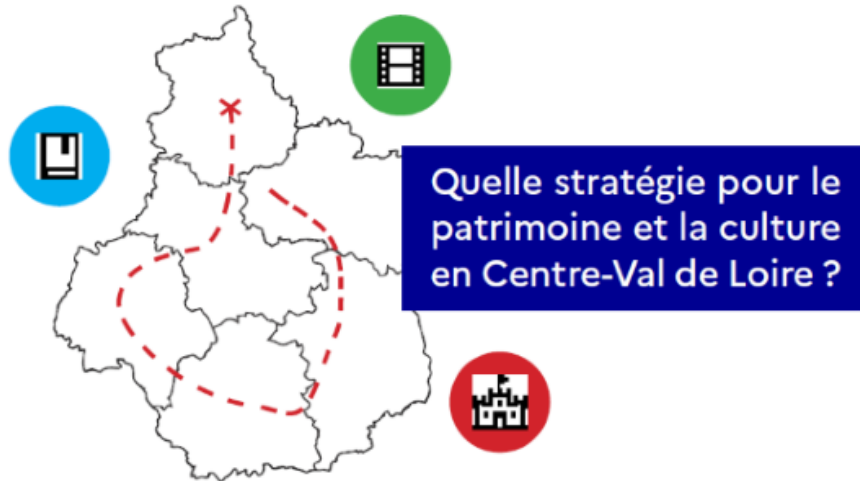 Quelle stratégie pour le
patrimoine et la culture
en Centre-Val de Loire ?